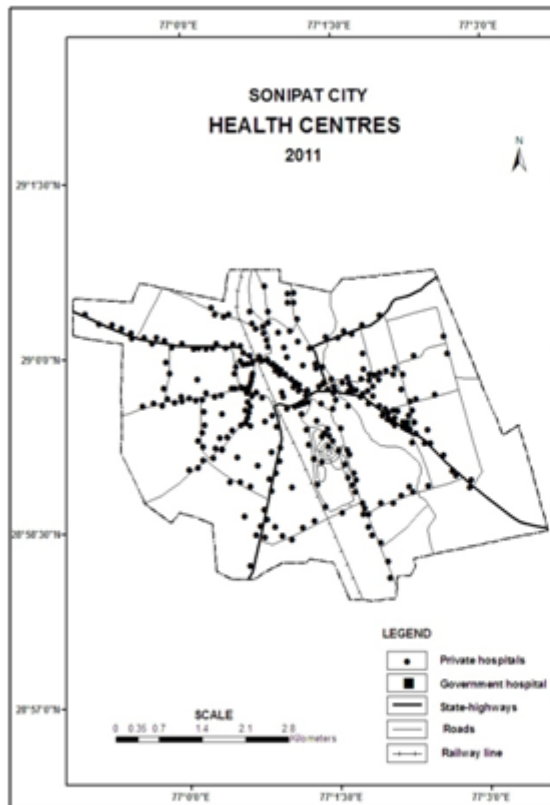 77°0'0"E 77°1'30"E 77°3'0"E
SONIPAT CITY
HEALTH CENTRES
2011
N
29°1'30"N
29°0'0"N
28°58'30"N
28°57'0"N
LEGEND
Private hospitals
Government hospital
State-highways
Roads
Railway line
SCALE
0 0.35 0.7 1.4 2.1 2.8
Kilometers
77°0'0"E 77°1'30"E 77°3'0"E